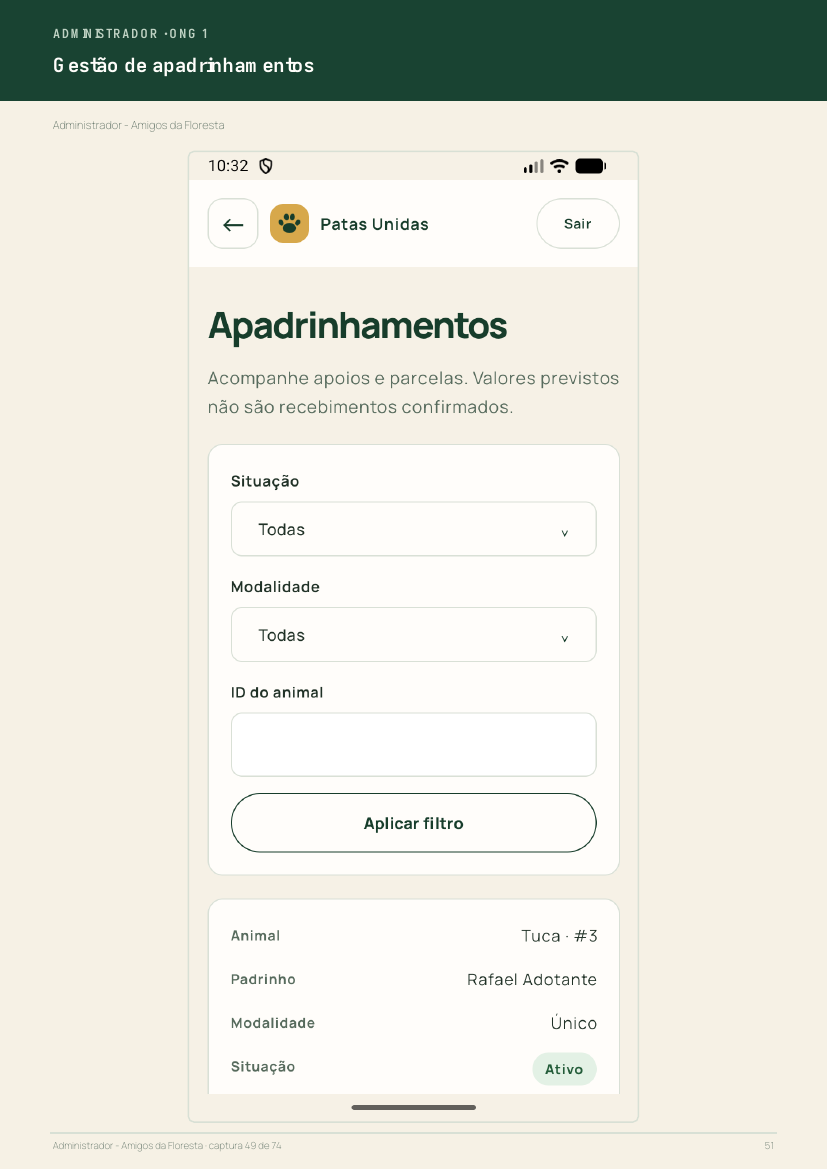 ADMINISTRADOR · ONG 1
Gestão de apadrinhamentos
Administrador - Amigos da Floresta
10:32
Patas Unidas
Sair
Apadrinhamentos
Acompanhe apoios e parcelas. Valores previstos
não são recebimentos confirmados.
Situação
Todas
Modalidade
Todas
ID do animal
Aplicar filtro
Animal
Tuca · #3
Padrinho
Rafael Adotante
Modalidade
Único
Situação
Ativo
Administrador - Amigos da Floresta · captura 49 de 74
51